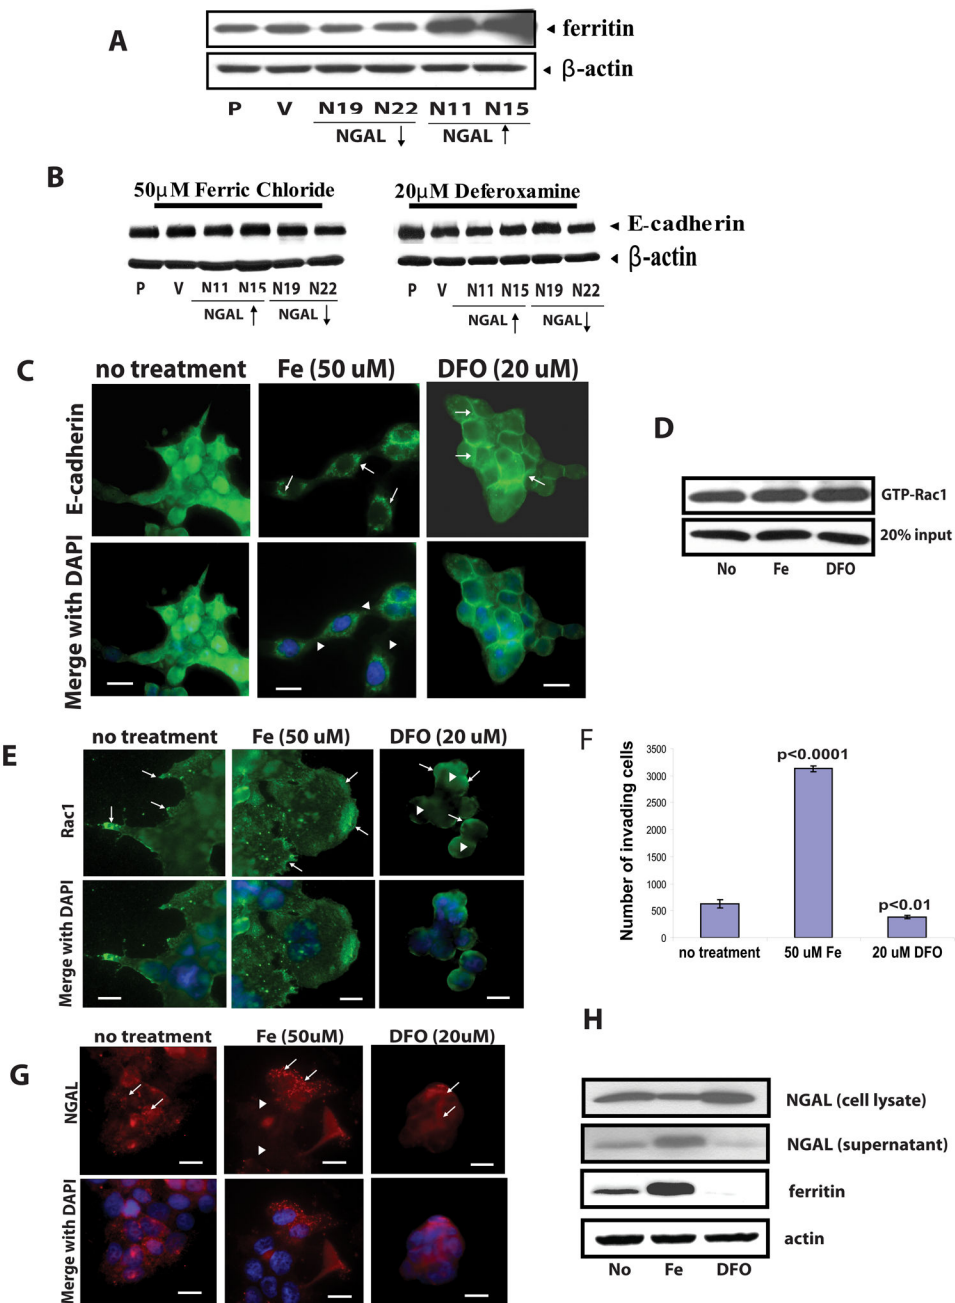 A
ferritin
β-actin
P V N19 N22 N11 N15
NGAL ↓ NGAL ↑
B
50μM Ferric Chloride
20μM Deferoxamine
E-cadherin
β-actin
P V N11 N15 N19 N22
NGAL ↑ NGAL ↓
P V N11 N15 N19 N22
NGAL ↑ NGAL ↓
C
no treatment Fe (50 uM) DFO (20 uM)
E-cadherin
Merge with DAPI
D
GTP-Rac1
20% input
No Fe DFO
E
no treatment Fe (50 uM) DFO (20 uM)
Rac1
Merge with DAPI
F
Number of invading cells
3500
3000
2500
2000
1500
1000
500
0
p<0.0001
p<0.01
no treatment 50 uM Fe 20 uM DFO
G
no treatment Fe (50uM) DFO (20uM)
NGAL
Merge with DAPI
H
NGAL (cell lysate)
NGAL (supernatant)
ferritin
actin
No Fe DFO